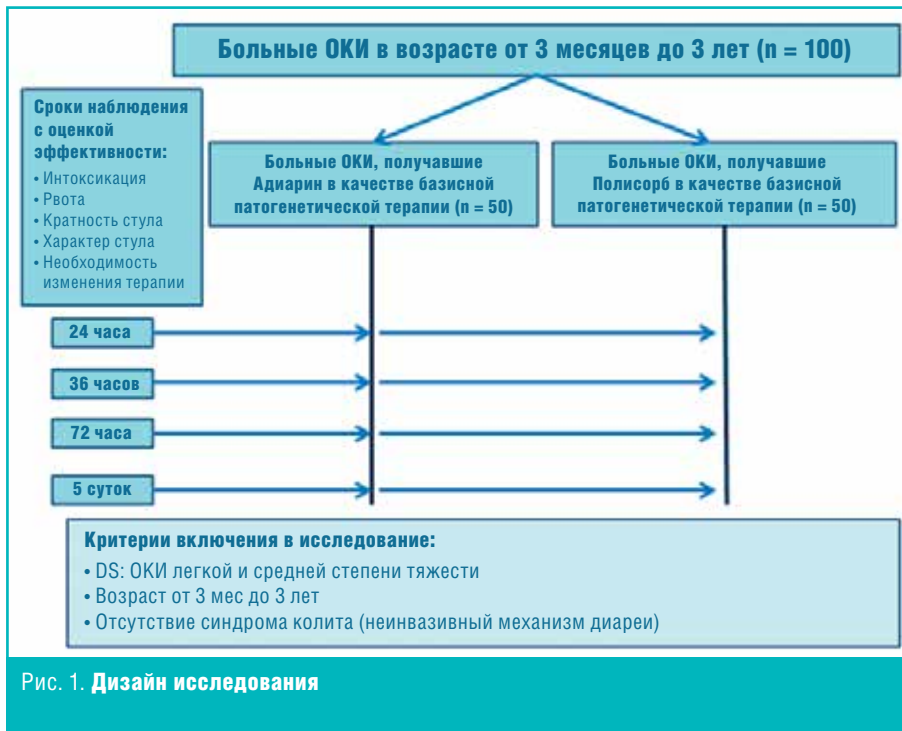 Больные ОКИ в возрасте от 3 месяцев до 3 лет (n = 100)
Сроки наблюдения
с оценкой
эффективности:
• Интоксикация
• Рвота
• Кратность стула
• Характер стула
• Необходимость
изменения терапии
Больные ОКИ, получавшие
Адиарин в качестве базисной
патогенетической терапии (n = 50)
Больные ОКИ, получавшие
Полисорб в качестве базисной
патогенетической терапии (n = 50)
24 часа
36 часов
72 часа
5 суток
Критерии включения в исследование:
• DS: ОКИ легкой и средней степени тяжести
• Возраст от 3 мес до 3 лет
• Отсутствие синдрома колита (неинвазивный механизм диареи)
Рис. 1. Дизайн исследования